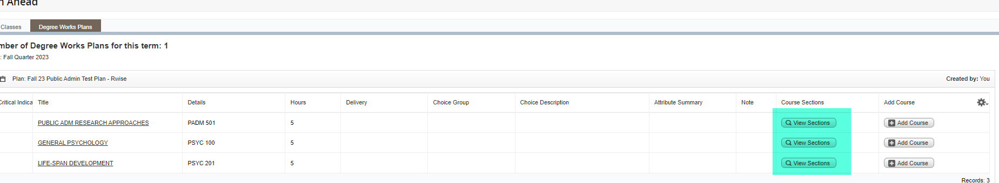 n Ahead
Classes Degree Works Plans
mber of Degree Works Plans for this term: 1
: Fall Quarter 2023
Plan: Fall 23 Public Admin Test Plan - Rwise Created by: You
Critical Indica Title Details Hours Delivery Choice Group Choice Description Attribute Summary Note Course Sections Add Course
PUBLIC ADM RESEARCH APPROACHES PADM 501 5 View Sections Add Course
GENERAL PSYCHOLOGY PSYC 100 5 View Sections Add Course
LIFE-SPAN DEVELOPMENT PSYC 201 5 View Sections Add Course
Records: 3